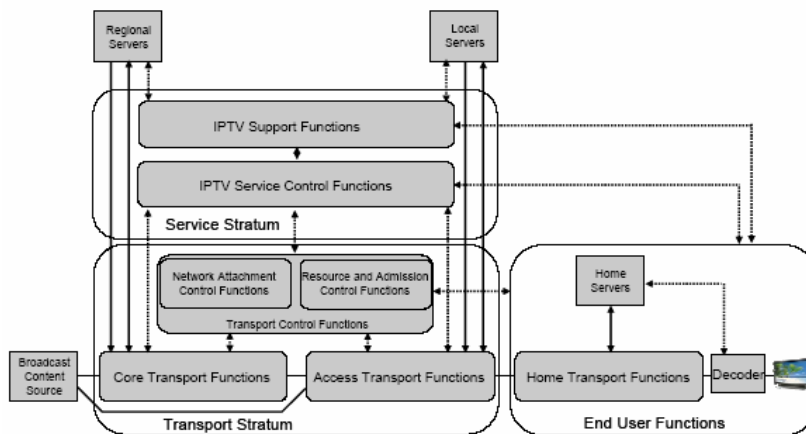 Regional
Servers
Local
Servers
IPTV Support Functions
IPTV Service Control Functions
Service Stratum
Network Attachment
Control Functions
Resource and Admission
Control Functions
Transport Control Functions
Home
Servers
Broadcast
Content
Source
Core Transport Functions
Access Transport Functions
Home Transport Functions
Decoder
Transport Stratum
End User Functions